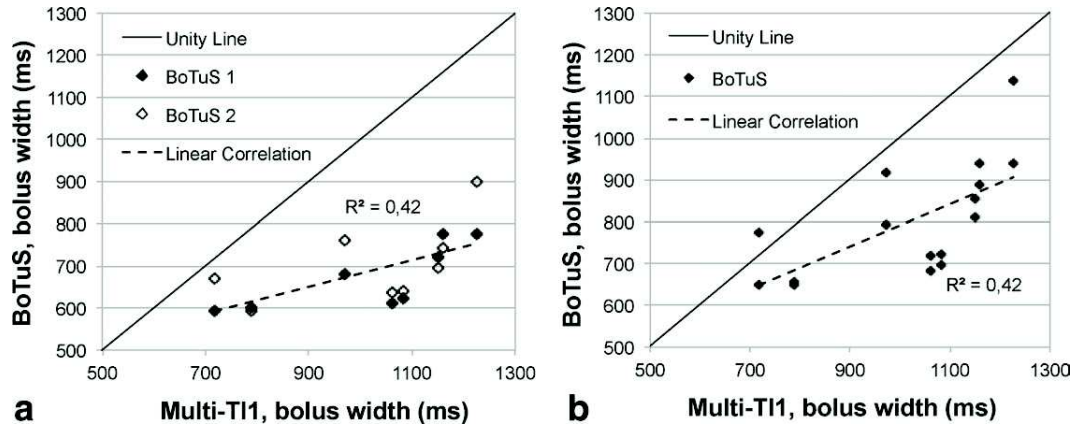 1300
1200
1100
1000
900
800
700
600
500
BoTuS, bolus width (ms)
Unity Line
BoTuS 1
BoTuS 2
Linear Correlation
R² = 0,42
500 700 900 1100 1300
Multi-TI1, bolus width (ms)
a
1300
1200
1100
1000
900
800
700
600
500
BoTuS, bolus width (ms)
Unity Line
BoTuS
Linear Correlation
R² = 0,42
500 700 900 1100 1300
Multi-TI1, bolus width (ms)
b